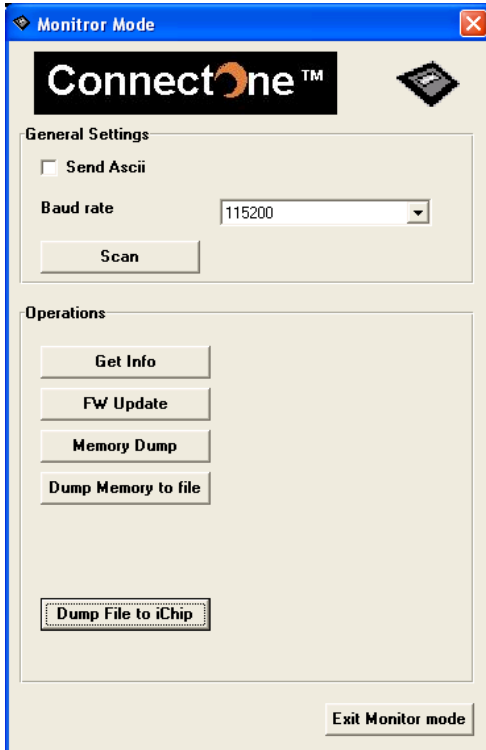 Monitror Mode
ConnectOne™
General Settings
Send Ascii
Baud rate
115200
Scan
Operations
Get Info
FW Update
Memory Dump
Dump Memory to file
Dump File to iChip
Exit Monitor mode